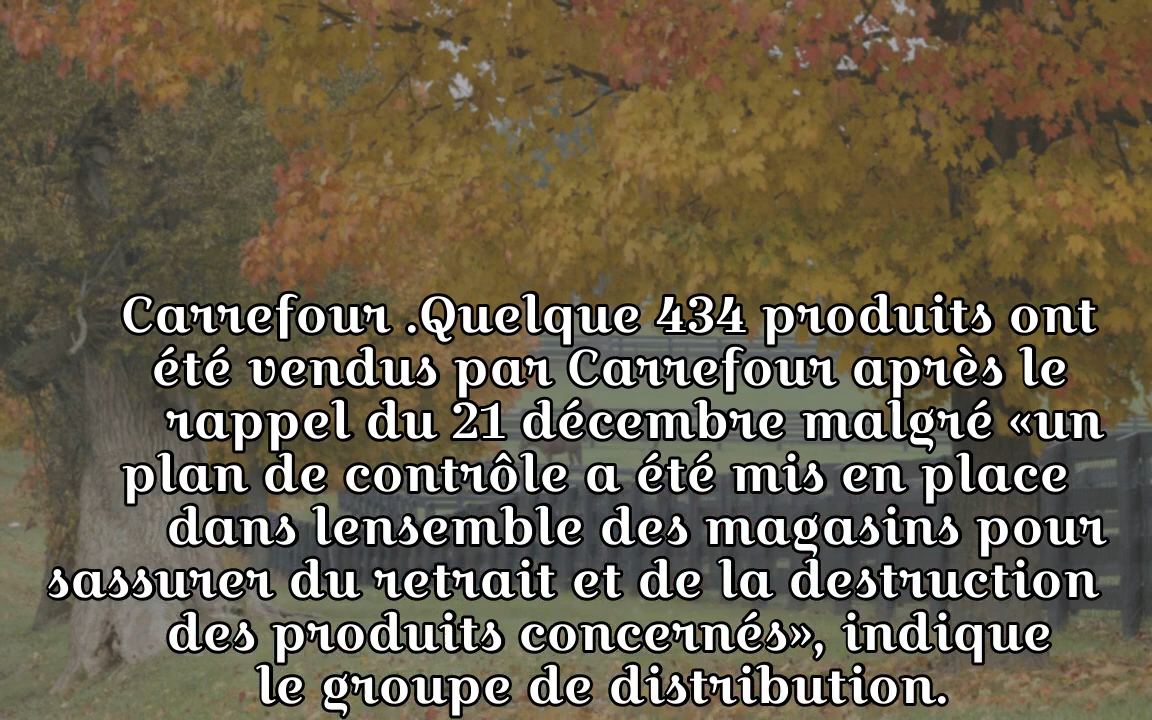 Carrefour .Quelque 434 produits ont
été vendus par Carrefour après le
rappel du 21 décembre malgré «un
plan de contrôle a été mis en place
dans lensemble des magasins pour
sassurer du retrait et de la destruction
des produits concernés», indique
le groupe de distribution.